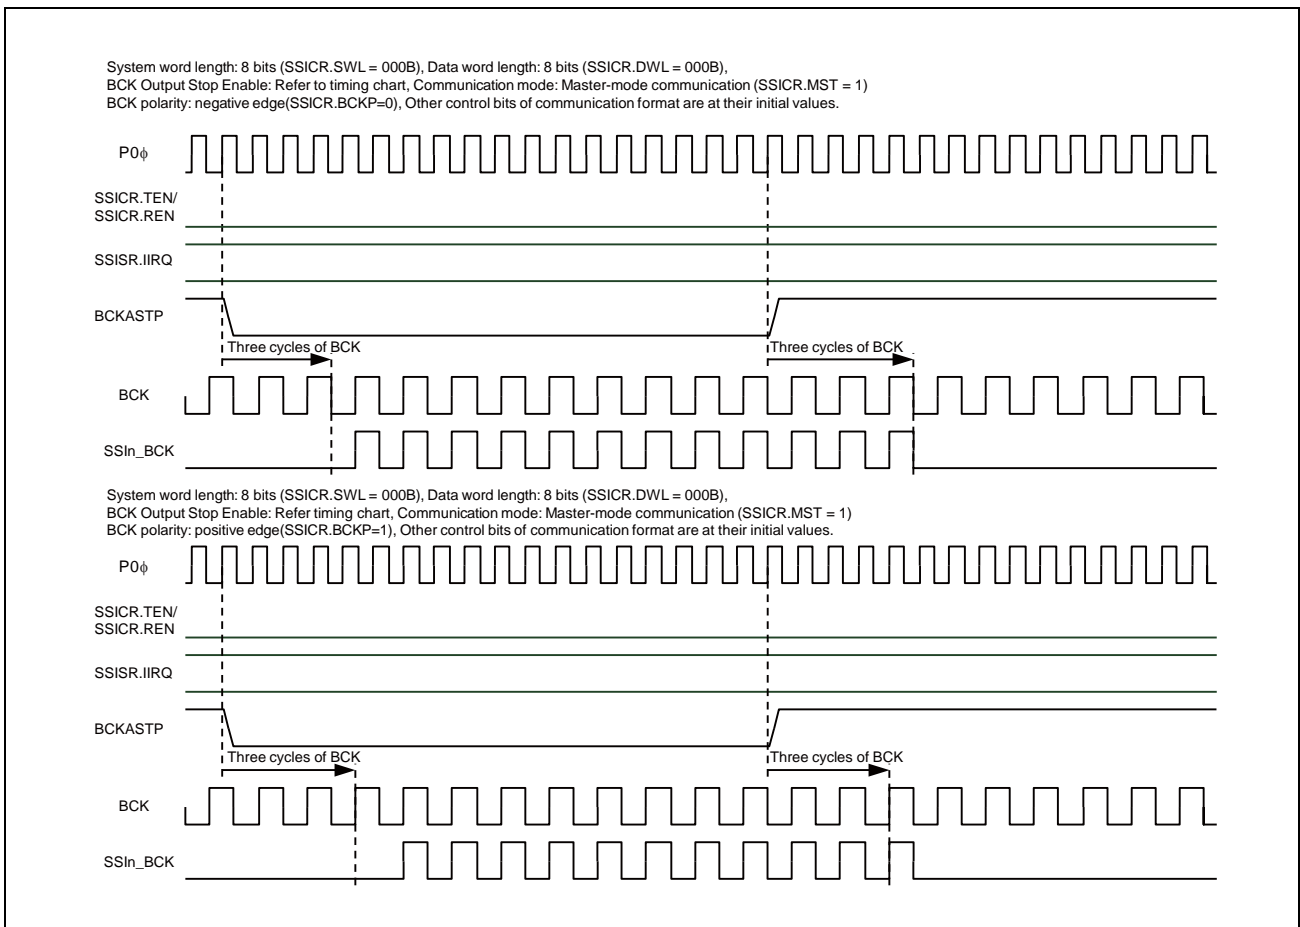 System word length: 8 bits (SSICR.SWL = 000B), Data word length: 8 bits (SSICR.DWL = 000B),
BCK Output Stop Enable: Refer to timing chart, Communication mode: Master-mode communication (SSICR.MST = 1)
BCK polarity: negative edge(SSICR.BCKP=0), Other control bits of communication format are at their initial values.
P0ϕ
SSICR.TEN/
SSICR.REN
SSISR.IIRQ
BCKASTP
Three cycles of BCK Three cycles of BCK
BCK
SSIn_BCK
System word length: 8 bits (SSICR.SWL = 000B), Data word length: 8 bits (SSICR.DWL = 000B),
BCK Output Stop Enable: Refer timing chart, Communication mode: Master-mode communication (SSICR.MST = 1)
BCK polarity: positive edge(SSICR.BCKP=1), Other control bits of communication format are at their initial values.
P0ϕ
SSICR.TEN/
SSICR.REN
SSISR.IIRQ
BCKASTP
Three cycles of BCK Three cycles of BCK
BCK
SSIn_BCK